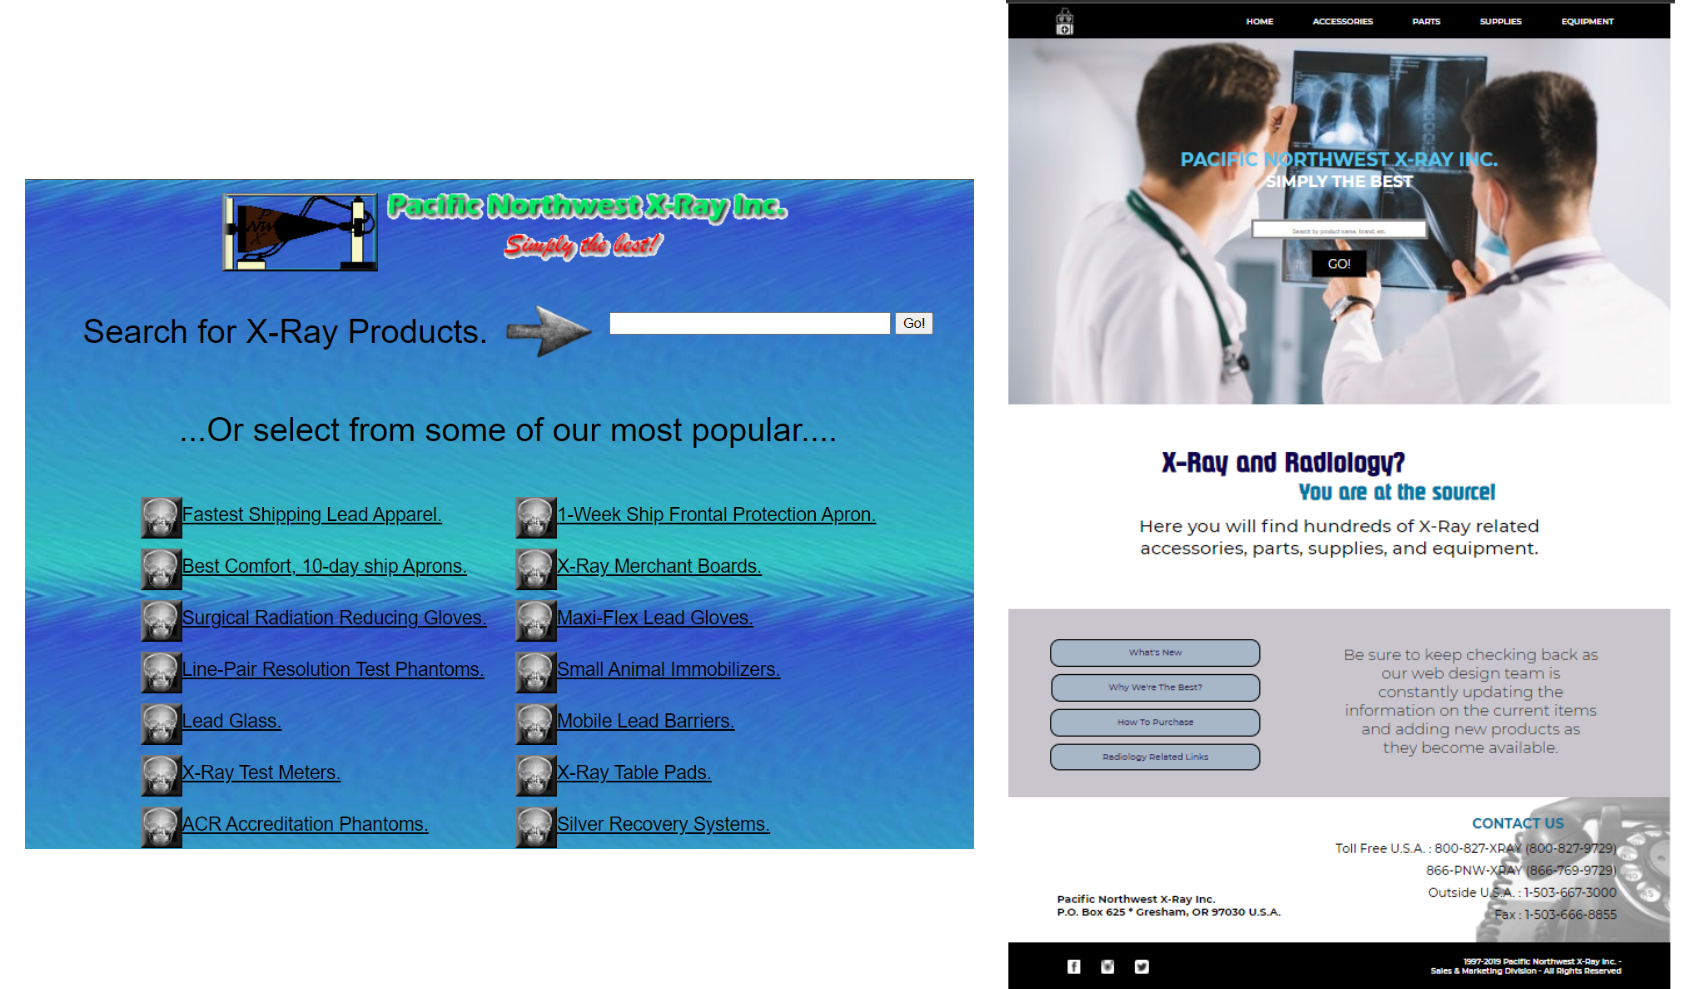 P
NW
X
Pacific Northwest X-Ray Inc.
Simply the best!
Search for X-Ray Products.
Go!
...Or select from some of our most popular....
Fastest Shipping Lead Apparel.
1-Week Ship Frontal Protection Apron.
Best Comfort, 10-day ship Aprons.
X-Ray Merchant Boards.
Surgical Radiation Reducing Gloves.
Maxi-Flex Lead Gloves.
Line-Pair Resolution Test Phantoms.
Small Animal Immobilizers.
Lead Glass.
Mobile Lead Barriers.
X-Ray Test Meters.
X-Ray Table Pads.
ACR Accreditation Phantoms.
Silver Recovery Systems.
HOME
ACCESSORIES
PARTS
SUPPLIES
EQUIPMENT
PACIFIC NORTHWEST X-RAY INC.
SIMPLY THE BEST
Search by product name, brand, etc.
GO!
X-Ray and Radiology?
You are at the source!
Here you will find hundreds of X-Ray related
accessories, parts, supplies, and equipment.
What's New
Why We're The Best?
How To Purchase
Radiology Related Links
Be sure to keep checking back as
our web design team is
constantly updating the
information on the current items
and adding new products as
they become available.
CONTACT US
Toll Free U.S.A. : 800-827-XRAY (800-827-9729)
866-PNW-XRAY (866-769-9729)
Outside U.S.A. : 1-503-667-3000
Fax : 1-503-666-8855
Pacific Northwest X-Ray Inc.
P.O. Box 625 * Gresham, OR 97030 U.S.A.
1997-2019 Pacific Northwest X-Ray Inc. -
Sales & Marketing Division - All Rights Reserved